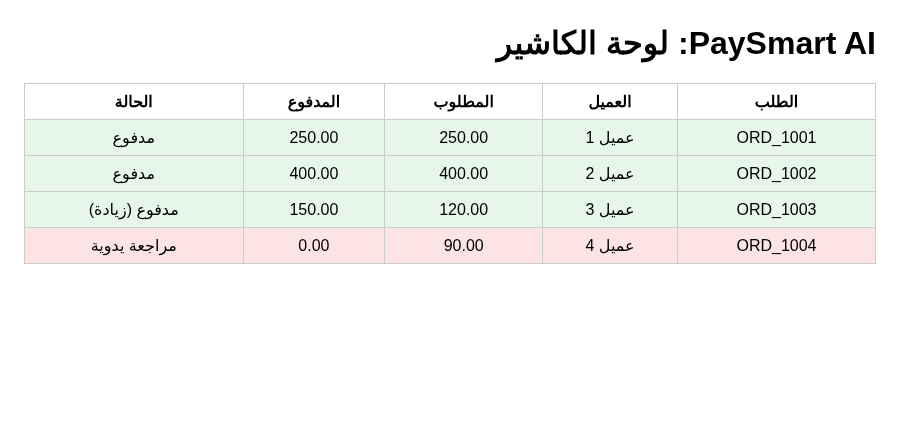 PaySmart AI: لوحة الكاشير
الطلب العميل المطلوب المدفوع الحالة
ORD_1001 عميل 1 250.00 250.00 مدفوع
ORD_1002 عميل 2 400.00 400.00 مدفوع
ORD_1003 عميل 3 120.00 150.00 مدفوع (زيادة)
ORD_1004 عميل 4 90.00 0.00 مراجعة يدوية